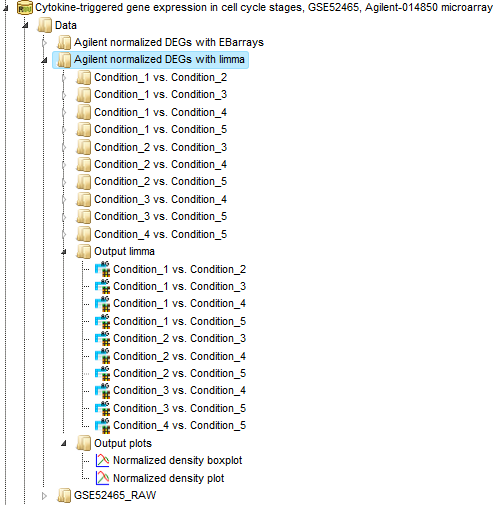 Cytokine-triggered gene expression in cell cycle stages, GSE52465, Agilent-014850 microarray
Data
Agilent normalized DEGs with EBarrays
Agilent normalized DEGs with limma
Condition_1 vs. Condition_2
Condition_1 vs. Condition_3
Condition_1 vs. Condition_4
Condition_1 vs. Condition_5
Condition_2 vs. Condition_3
Condition_2 vs. Condition_4
Condition_2 vs. Condition_5
Condition_3 vs. Condition_4
Condition_3 vs. Condition_5
Condition_4 vs. Condition_5
Output limma
Condition_1 vs. Condition_2
Condition_1 vs. Condition_3
Condition_1 vs. Condition_4
Condition_1 vs. Condition_5
Condition_2 vs. Condition_3
Condition_2 vs. Condition_4
Condition_2 vs. Condition_5
Condition_3 vs. Condition_4
Condition_3 vs. Condition_5
Condition_4 vs. Condition_5
Output plots
Normalized density boxplot
Normalized density plot
GSE52465_RAW